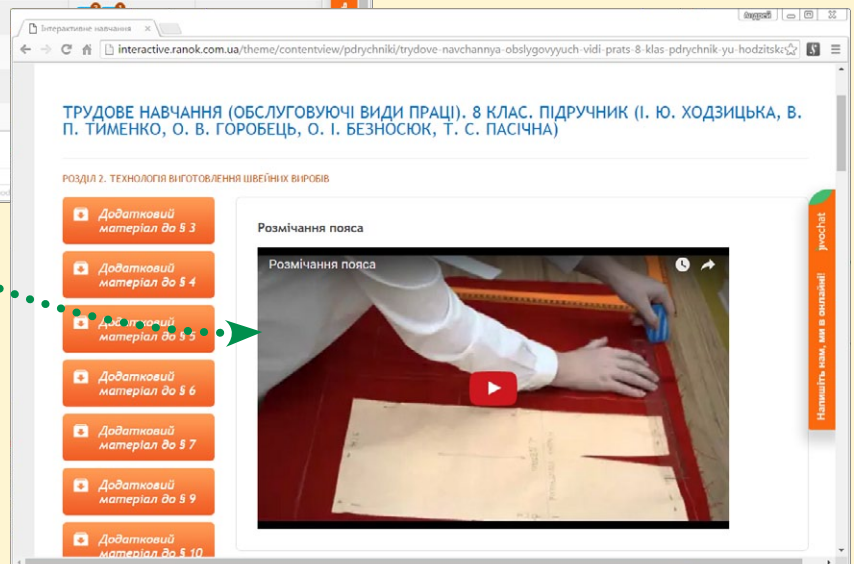 Андрей
Інтерактивне навчання
interactive.ranok.com.ua/theme/contentview/pdrychniki/trydove-navchannya-obslygovyyuch-vidi-prats-8-klas-pdrychnik-yu-hodzitska
ТРУДОВЕ НАВЧАННЯ (ОБСЛУГОВУЮЧІ ВИДИ ПРАЦІ). 8 КЛАС. ПІДРУЧНИК (І. Ю. ХОДЗИЦЬКА, В.
П. ТИМЕНКО, О. В. ГОРОБЕЦЬ, О. І. БЕЗНОСЮК, Т. С. ПАСІЧНА)
РОЗДІЛ 2. ТЕХНОЛОГІЯ ВИГОТОВЛЕННЯ ШВЕЙНИХ ВИРОБІВ
Додатковий
матеріал до § 3
Додатковий
матеріал до § 4
Додатковий
матеріал до § 5
Додатковий
матеріал до § 6
Додатковий
матеріал до § 7
Додатковий
матеріал до § 9
Додатковий
матеріал до § 10
Розмічання пояса
Розмічання пояса
Напишіть нам, ми в онлайні!
jivochat